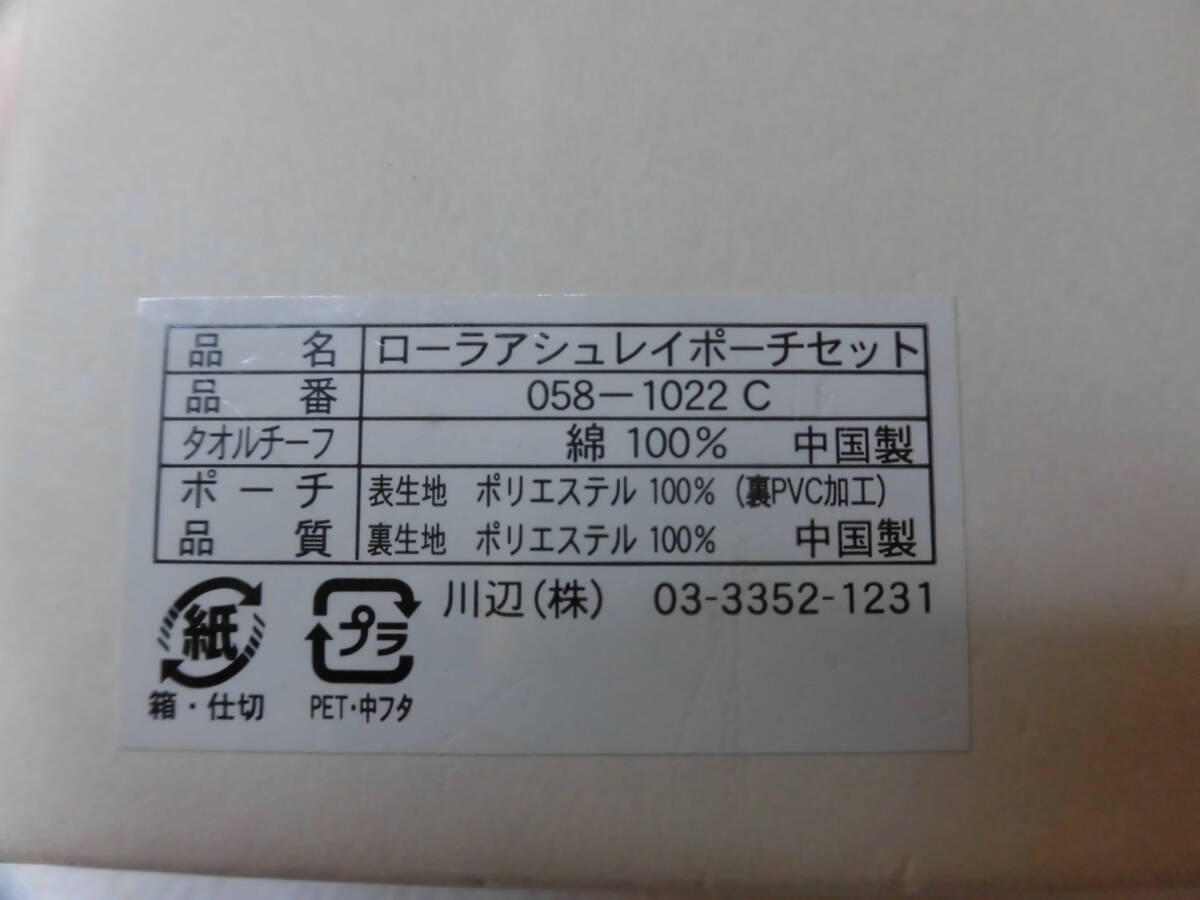 品名 ローラアシュレイポーチセット
品番 058-1022 C
タオルチーフ 綿 100% 中国製
ポーチ 表生地 ポリエステル 100% (裏PVC加工)
品質 裏生地 ポリエステル 100% 中国製
川辺(株) 03-3352-1231
紙 プラ
箱・仕切 PET・中フタ